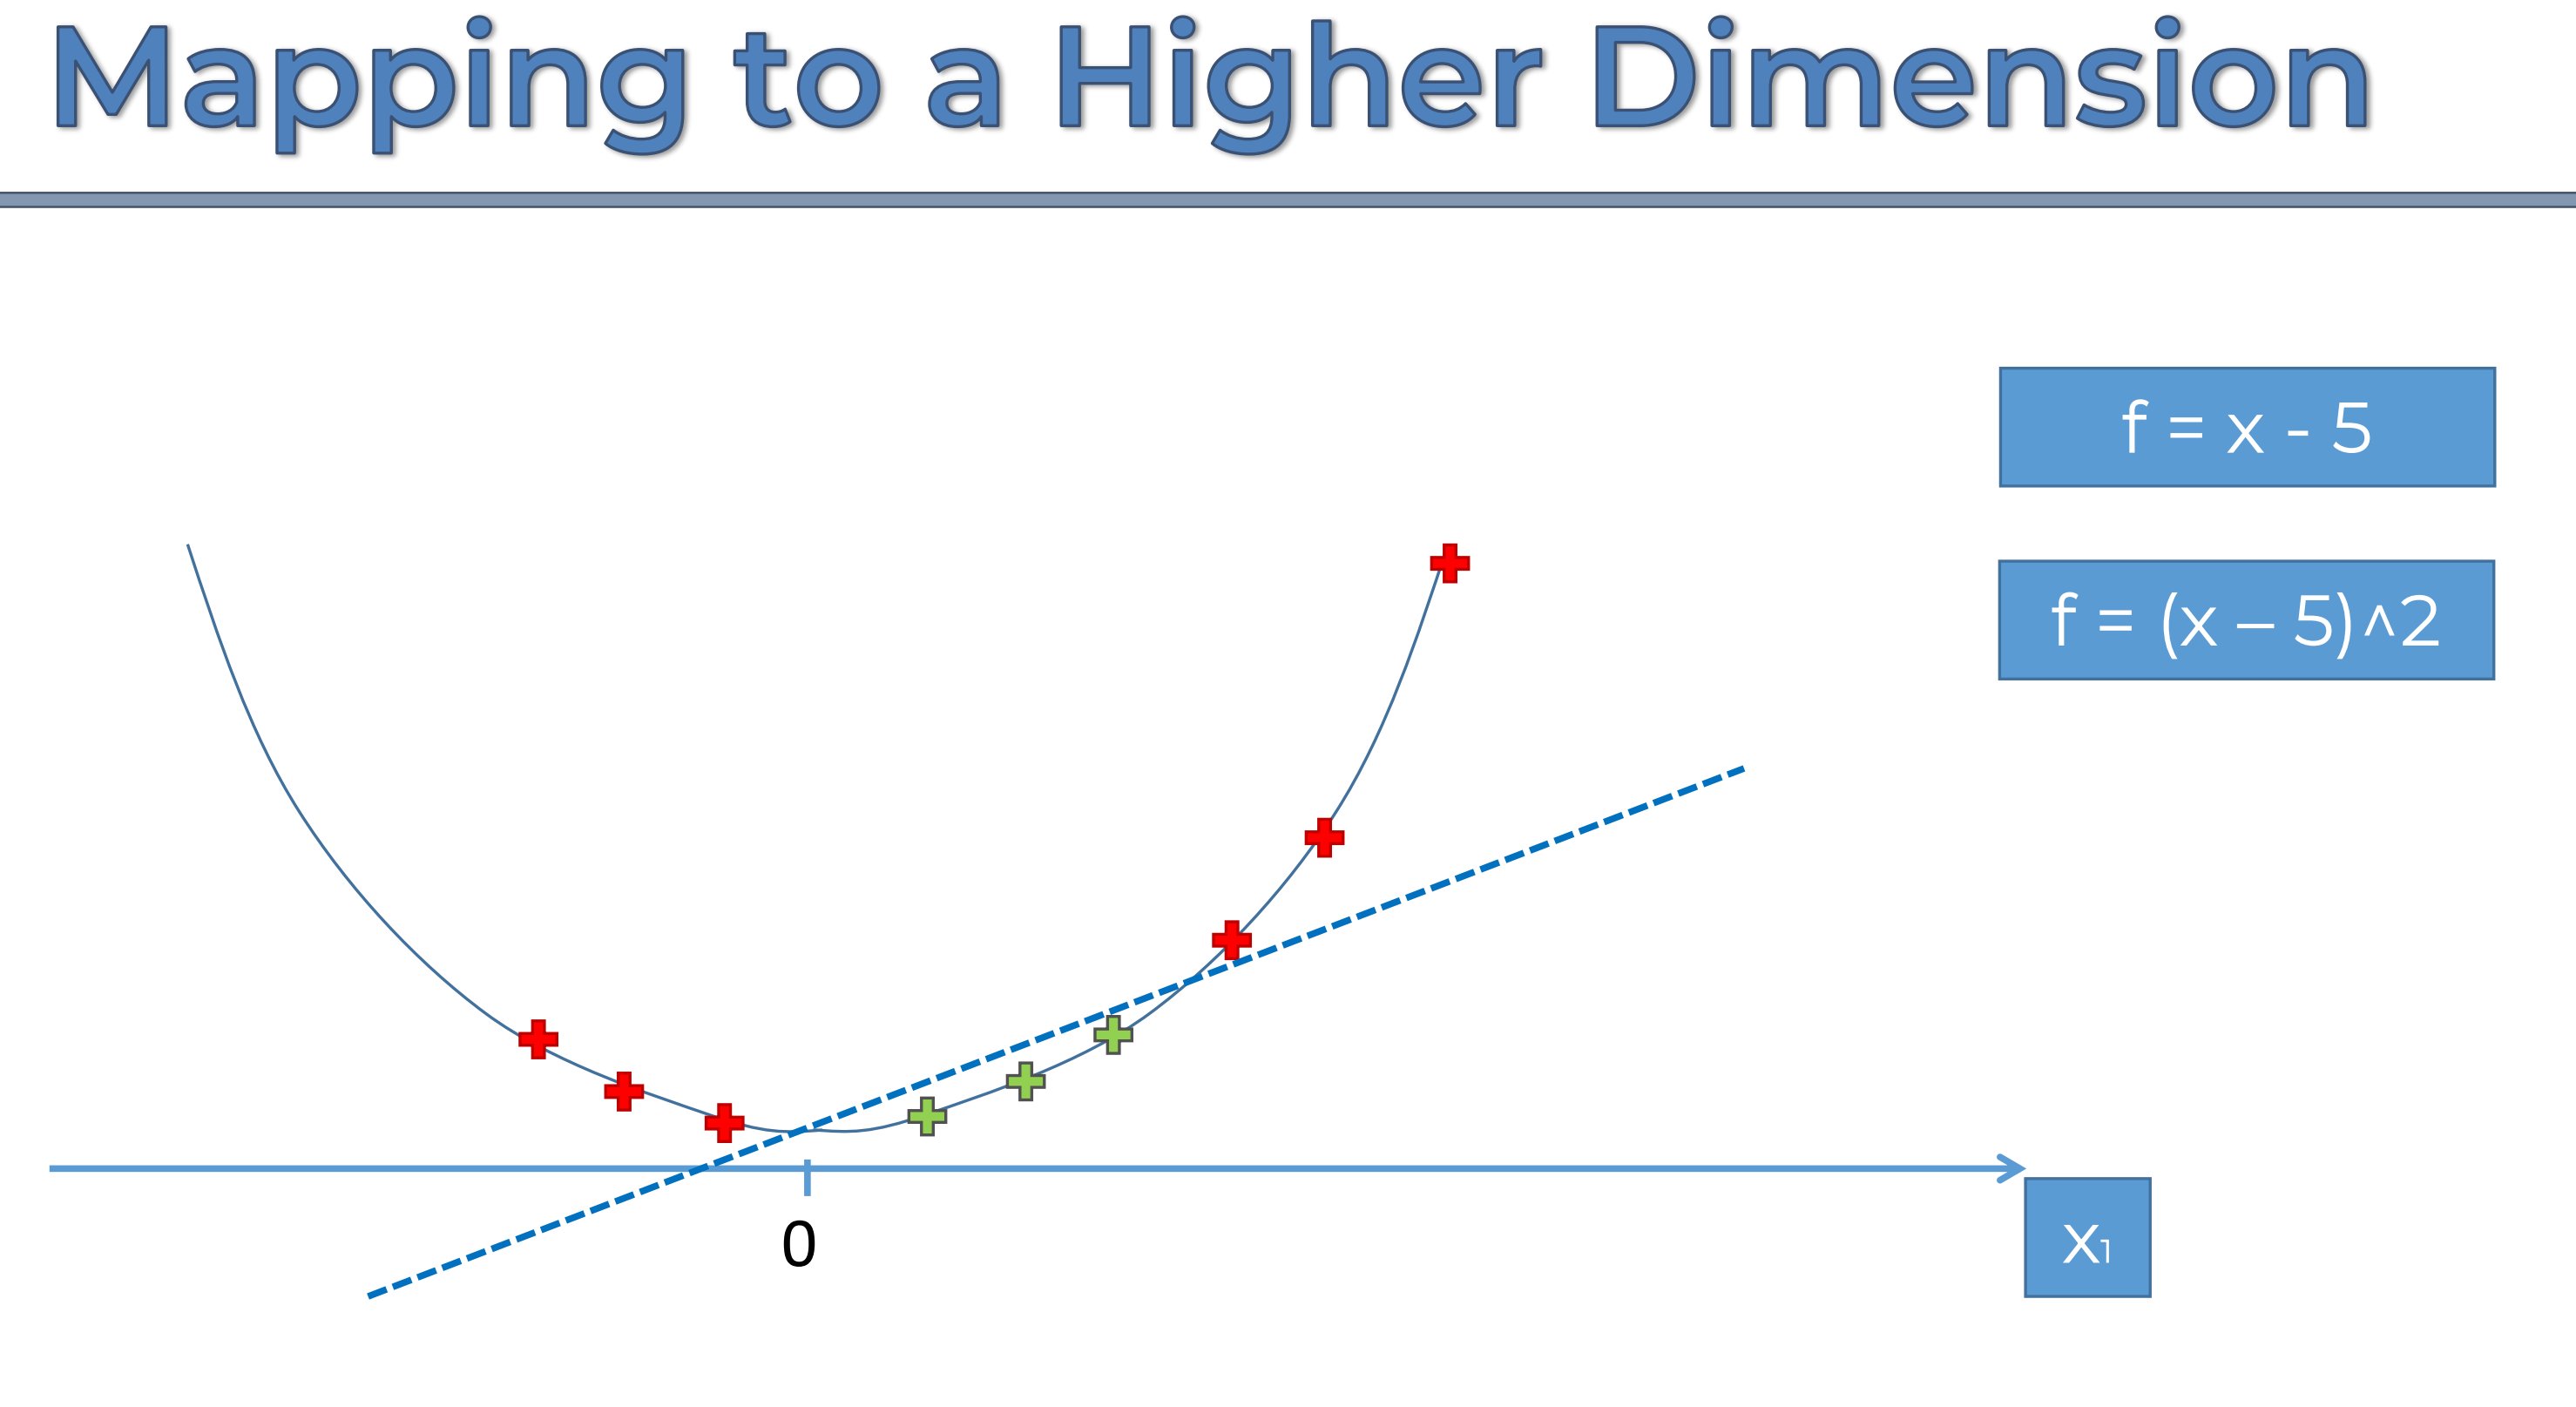 Mapping to a Higher Dimension
f = x - 5
f = (x – 5)^2
0
x₁